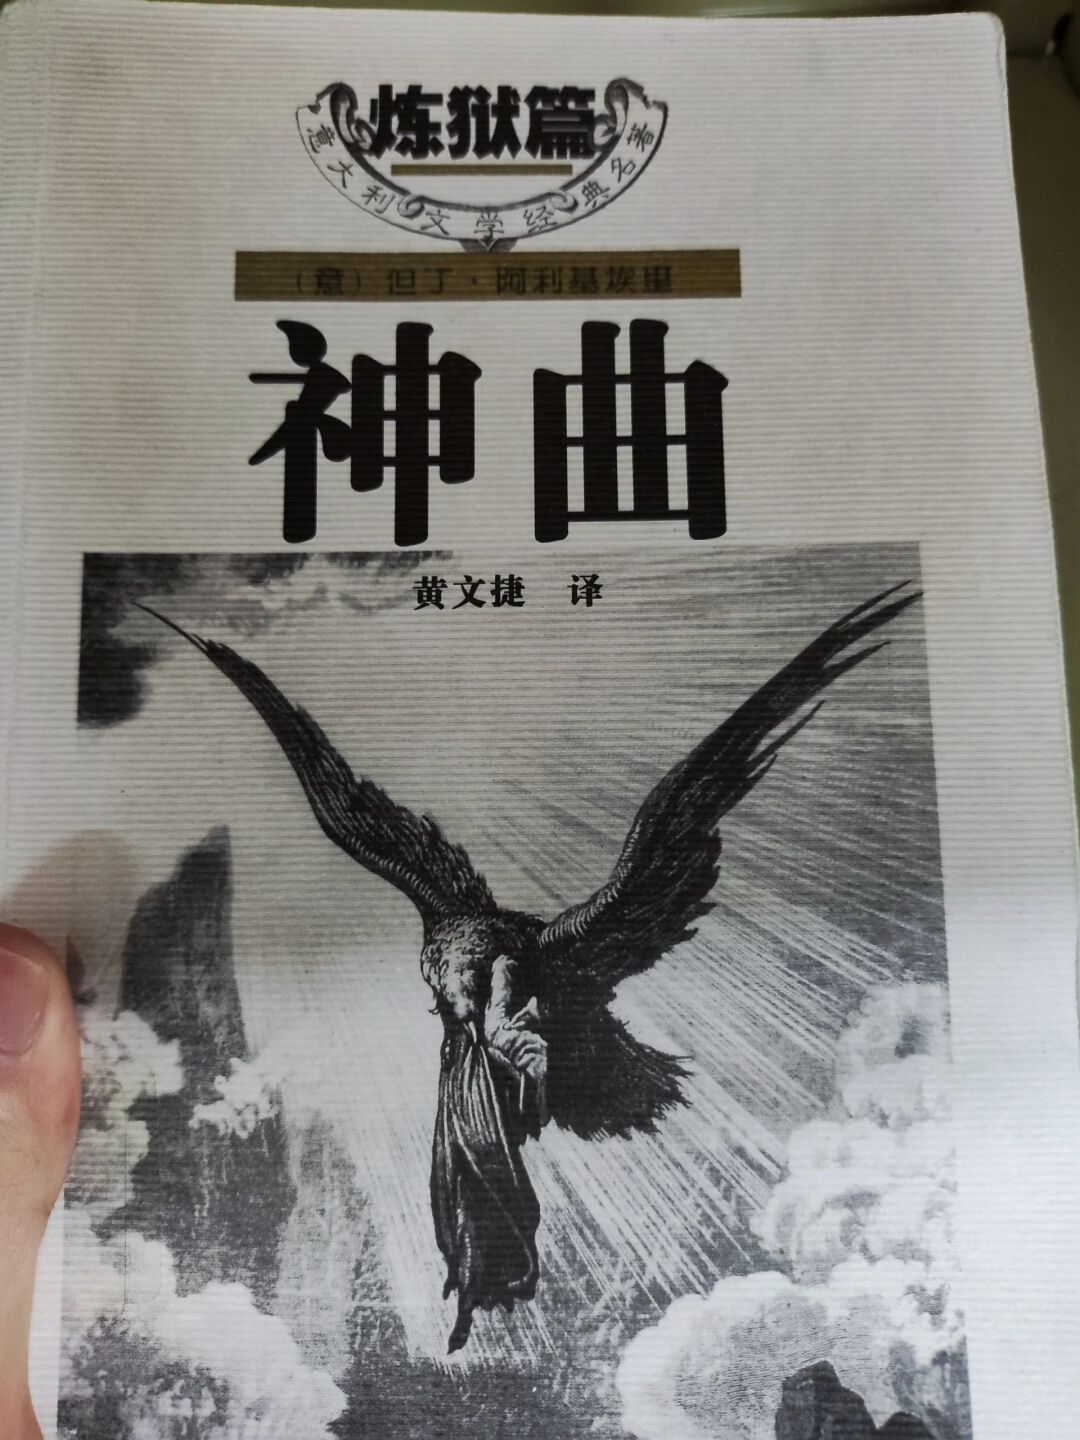 炼狱篇
意大利文学经典名著
（意）但丁·阿利基埃里
神曲
黄文捷 译